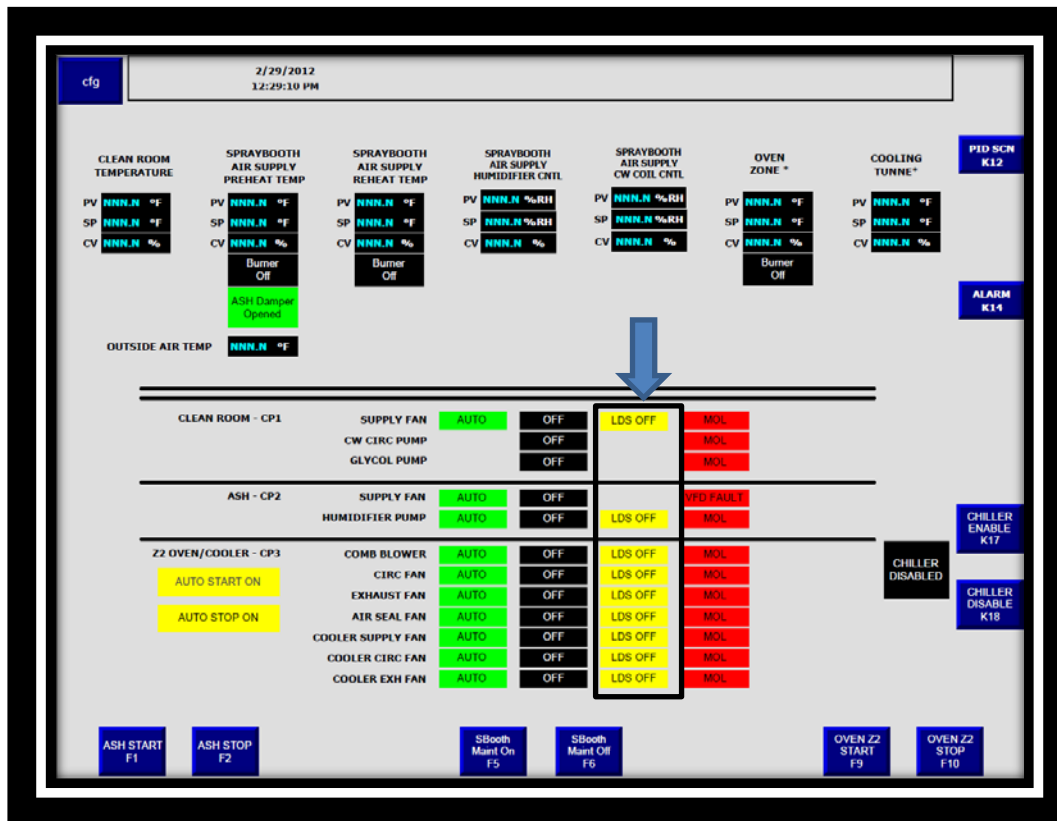 cfg
2/29/2012
12:29:10 PM
CLEAN ROOM
TEMPERATURE
PV NNN.N °F
SP NNN.N °F
CV NNN.N %
SPRAYBOOTH
AIR SUPPLY
PREHEAT TEMP
PV NNN.N °F
SP NNN.N °F
CV NNN.N %
Burner
Off
ASH Damper
Opened
SPRAYBOOTH
AIR SUPPLY
REHEAT TEMP
PV NNN.N °F
SP NNN.N °F
CV NNN.N %
Burner
Off
SPRAYBOOTH
AIR SUPPLY
HUMIDIFIER CNTL
PV NNN.N %RH
SP NNN.N %RH
CV NNN.N %
SPRAYBOOTH
AIR SUPPLY
CW COIL CNTL
PV NNN.N %RH
SP NNN.N %RH
CV NNN.N %
OVEN
ZONE *
PV NNN.N °F
SP NNN.N °F
CV NNN.N %
Burner
Off
COOLING
TUNNE*
PV NNN.N °F
SP NNN.N °F
CV NNN.N %
PID SCN
K12
ALARM
K14
OUTSIDE AIR TEMP NNN.N °F
CLEAN ROOM - CP1 SUPPLY FAN AUTO OFF LDS OFF MOL
CW CIRC PUMP OFF MOL
GLYCOL PUMP OFF MOL
ASH - CP2 SUPPLY FAN AUTO OFF VFD FAULT
HUMIDIFIER PUMP AUTO OFF LDS OFF MOL
Z2 OVEN/COOLER - CP3 COMB BLOWER AUTO OFF LDS OFF MOL
AUTO START ON
CIRC FAN AUTO OFF LDS OFF MOL
EXHAUST FAN AUTO OFF LDS OFF MOL
AUTO STOP ON
AIR SEAL FAN AUTO OFF LDS OFF MOL
COOLER SUPPLY FAN AUTO OFF LDS OFF MOL
COOLER CIRC FAN AUTO OFF LDS OFF MOL
COOLER EXH FAN AUTO OFF LDS OFF MOL
CHILLER
DISABLED
CHILLER
ENABLE
K17
CHILLER
DISABLE
K18
ASH START
F1
ASH STOP
F2
SBooth
Maint On
F5
SBooth
Maint Off
F6
OVEN Z2
START
F9
OVEN Z2
STOP
F10